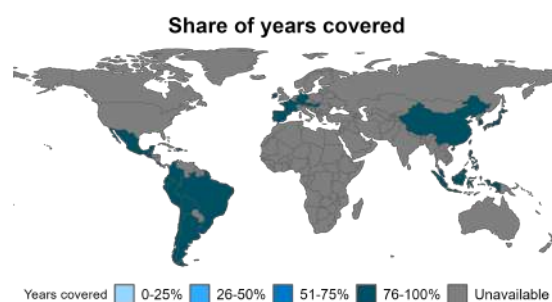 Share of years covered
Years covered 0-25% 26-50% 51-75% 76-100% Unavailable